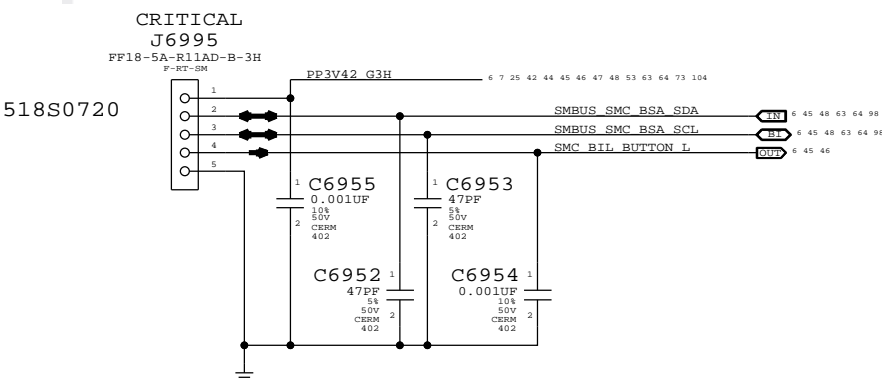 CRITICAL
J6995
FF18-5A-R11AD-B-3H
F-RT-SM
518S0720
1
2
3
4
5
PP3V42_G3H
6 7 25 42 44 45 46 47 48 53 63 64 73 104
SMBUS_SMC_BSA_SDA
IN
6 45 48 63 64 98
SMBUS_SMC_BSA_SCL
BI
6 45 48 63 64 98
SMC_BIL_BUTTON_L
OUT
6 45 46
1
C6955
0.001UF
10%
50V
CERM
402
2
1
C6953
47PF
5%
50V
CERM
402
2
C6952
1
47PF
5%
50V
CERM
402
2
C6954
1
0.001UF
10%
50V
CERM
402
2